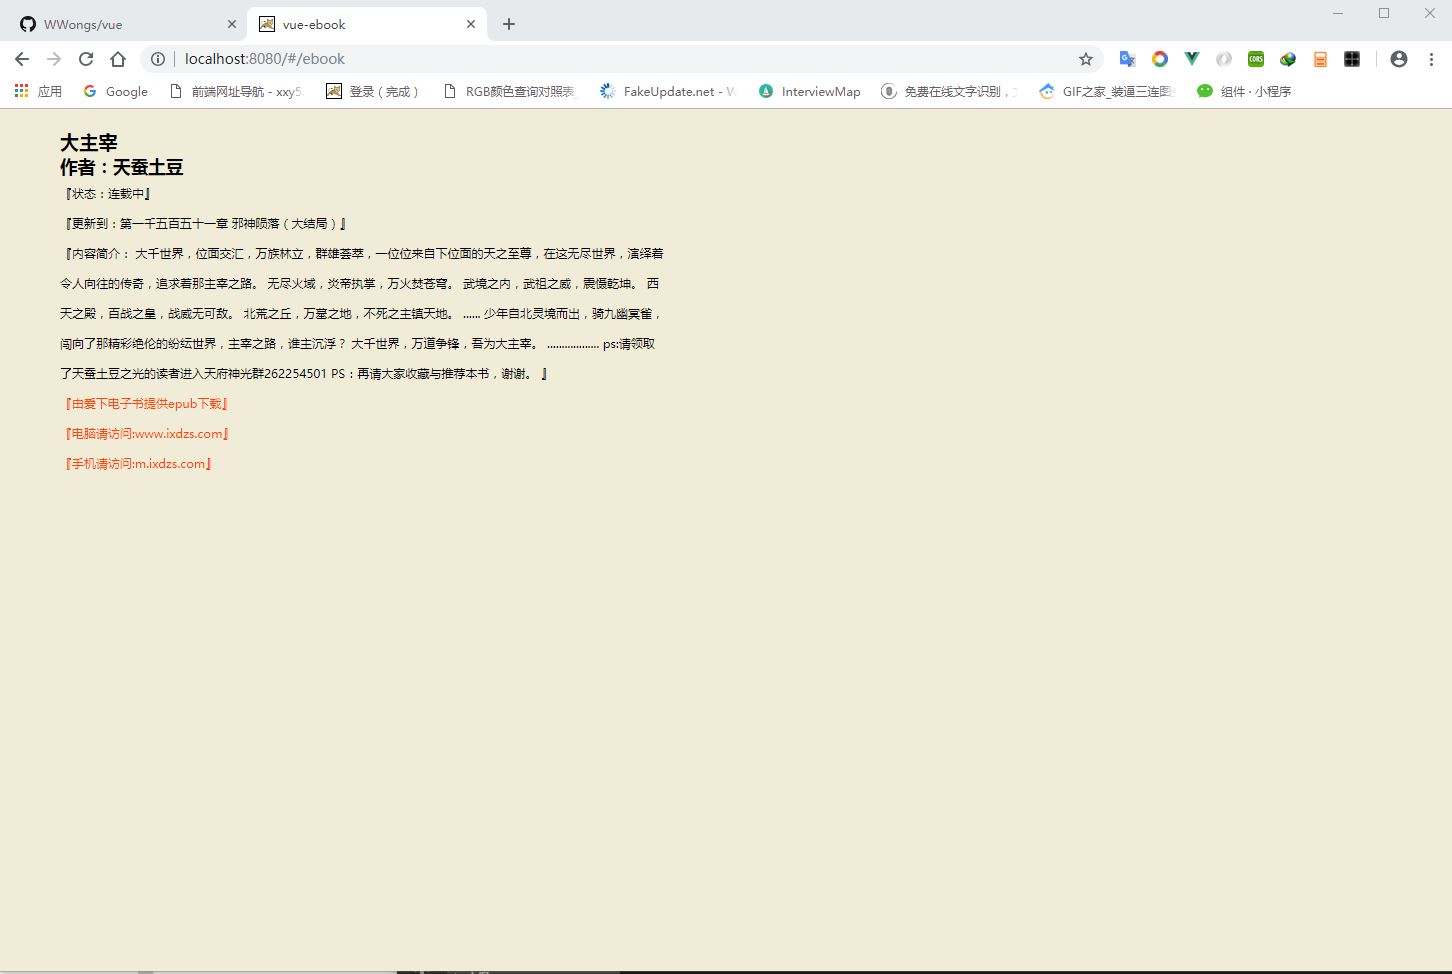 WWongs/vue
vue-ebook
localhost:8080/#/ebook
应用
Google
前端网址导航 - xxy5
登录（完成）
RGB颜色查询对照表_
FakeUpdate.net - W
InterviewMap
免费在线文字识别，
GIF之家_装逼三连图
组件 · 小程序
CORS
大主宰
作者：天蚕土豆
『状态：连载中』
『更新到：第一千五百五十一章 邪神陨落（大结局）』
『内容简介： 大千世界，位面交汇，万族林立，群雄荟萃，一位位来自下位面的天之至尊，在这无尽世界，演绎着
令人向往的传奇，追求着那主宰之路。 无尽火域，炎帝执掌，万火焚苍穹。 武境之内，武祖之威，震慑乾坤。 西
天之殿，百战之皇，战威无可敌。 北荒之丘，万墓之地，不死之主镇天地。 ...... 少年自北灵境而出，骑九幽冥雀，
闯向了那精彩绝伦的纷纭世界，主宰之路，谁主沉浮？ 大千世界，万道争锋，吾为大主宰。 .................. ps:请领取
了天蚕土豆之光的读者进入天府神光群262254501 PS：再请大家收藏与推荐本书，谢谢。 』
『由爱下电子书提供epub下载』
『电脑请访问:www.ixdzs.com』
『手机请访问:m.ixdzs.com』